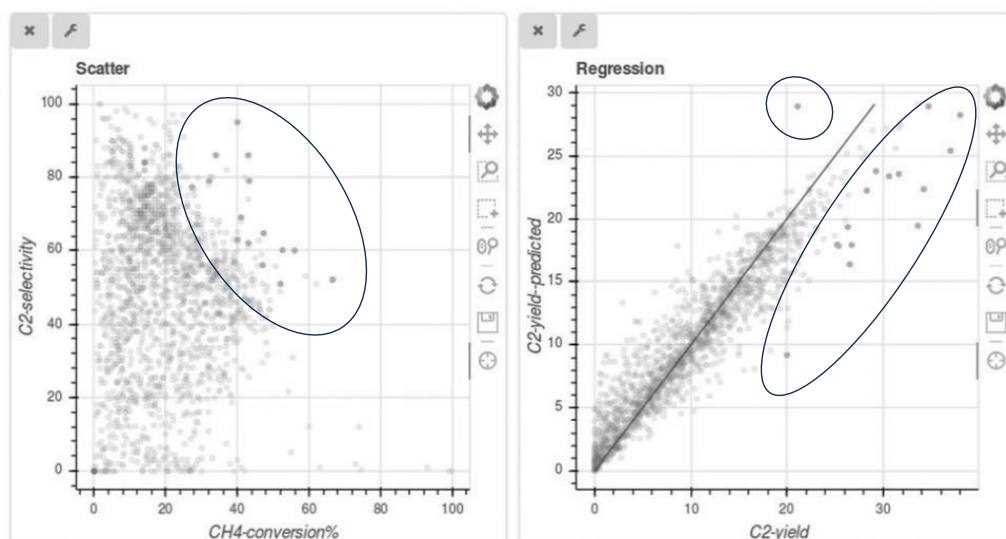 Scatter
100
80
60
40
20
0
C2-selectivity
0 20 40 60 80 100
CH4-conversion%
Regression
30
25
20
15
10
5
0
C2-yield--predicted
0 10 20 30
C2-yield